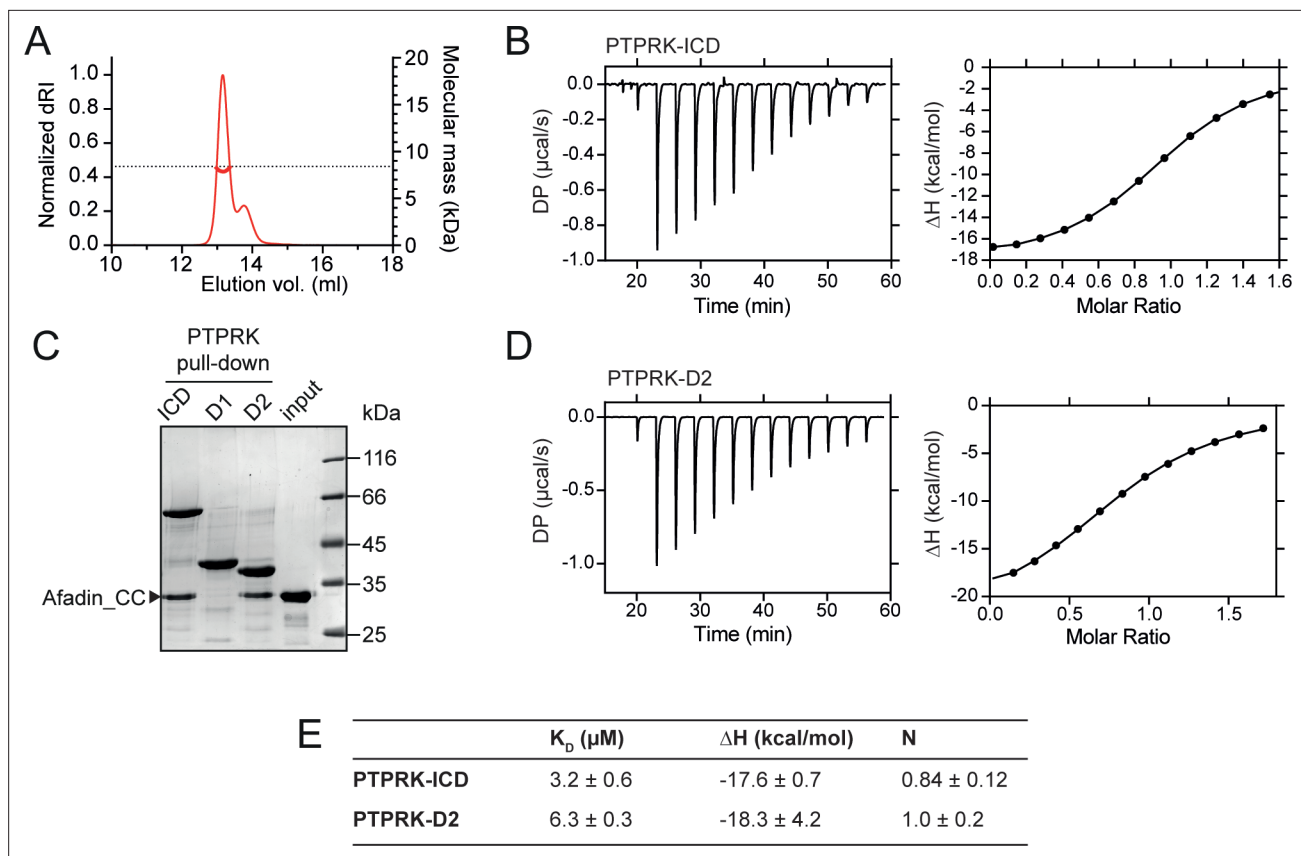 A
Normalized dRI
1.0
0.8
0.6
0.4
0.2
0.0
20
15
10
5
0
Molecular mass (kDa)
10 12 14 16 18
Elution vol. (ml)
B
PTPRK-ICD
DP (µcal/s)
0.0
-0.2
-0.4
-0.6
-0.8
-1.0
20 30 40 50 60
Time (min)
ΔH (kcal/mol)
0
-2
-4
-6
-8
-10
-12
-14
-16
-18
0.0 0.2 0.4 0.6 0.8 1.0 1.2 1.4 1.6
Molar Ratio
C
PTPRK
pull-down
ICD D1 D2 input
kDa
116
66
45
35
25
Afadin_CC
D
PTPRK-D2
DP (µcal/s)
0.0
-0.5
-1.0
20 30 40 50 60
Time (min)
ΔH (kcal/mol)
0
-5
-10
-15
-20
0.0 0.5 1.0 1.5
Molar Ratio
E
K_D (µM) ΔH (kcal/mol) N
PTPRK-ICD 3.2 ± 0.6 -17.6 ± 0.7 0.84 ± 0.12
PTPRK-D2 6.3 ± 0.3 -18.3 ± 4.2 1.0 ± 0.2